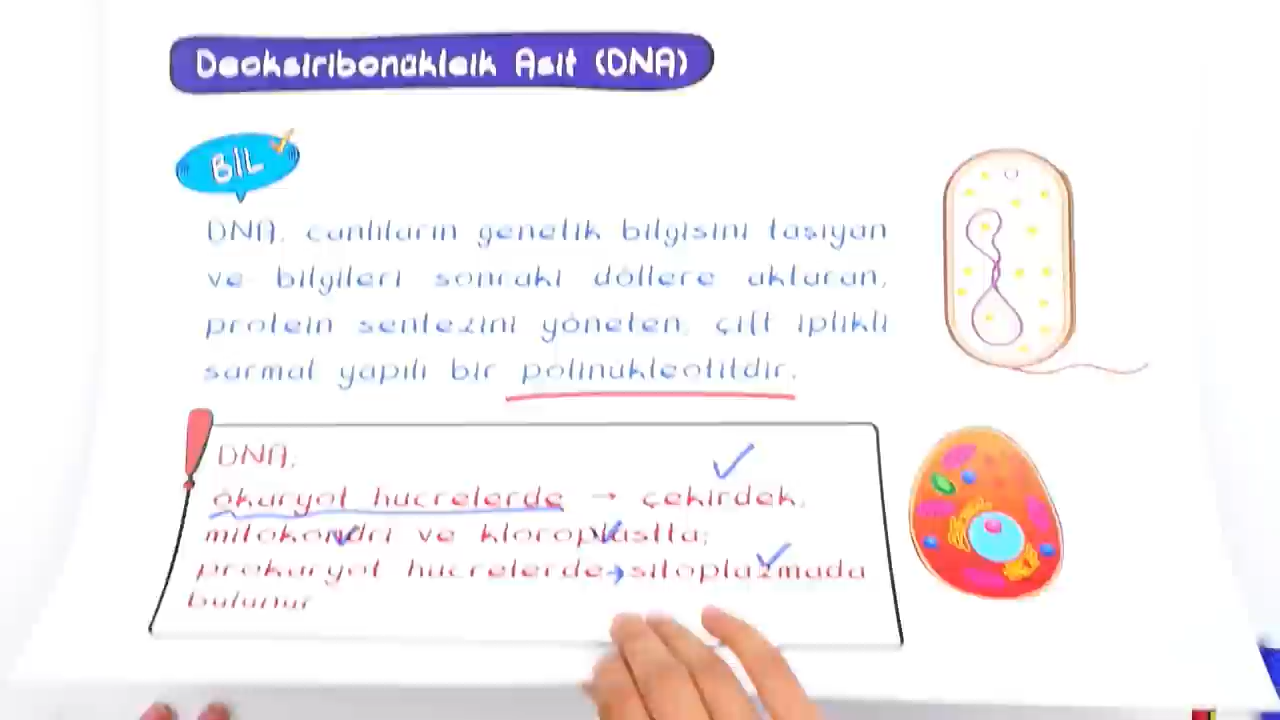 Deoksiribonükleik Asit (DNA)
BİL
DNA, canlıların genetik bilgisini taşıyan
ve bilgileri sonraki döllere aktaran,
protein sentezini yöneten, çift iplikli
sarmal yapılı bir polinükleotitdir.
DNA;
ökaryot hücrelerde → çekirdek,
mitokondri ve kloroplastta;
prokaryot hücrelerde → sitoplazmada
bulunur